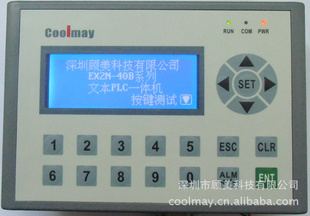 Coolmay
RUN COM PWR
深圳顾美科技有限公司
EX2N-40B系列
文本PLC一体机
按键测试
SET
1 2 3 4 5 ESC CLR
6 7 8 9 0 ALM ENT
深圳市顾美科技有限公司
coolmay.cn.1688.com